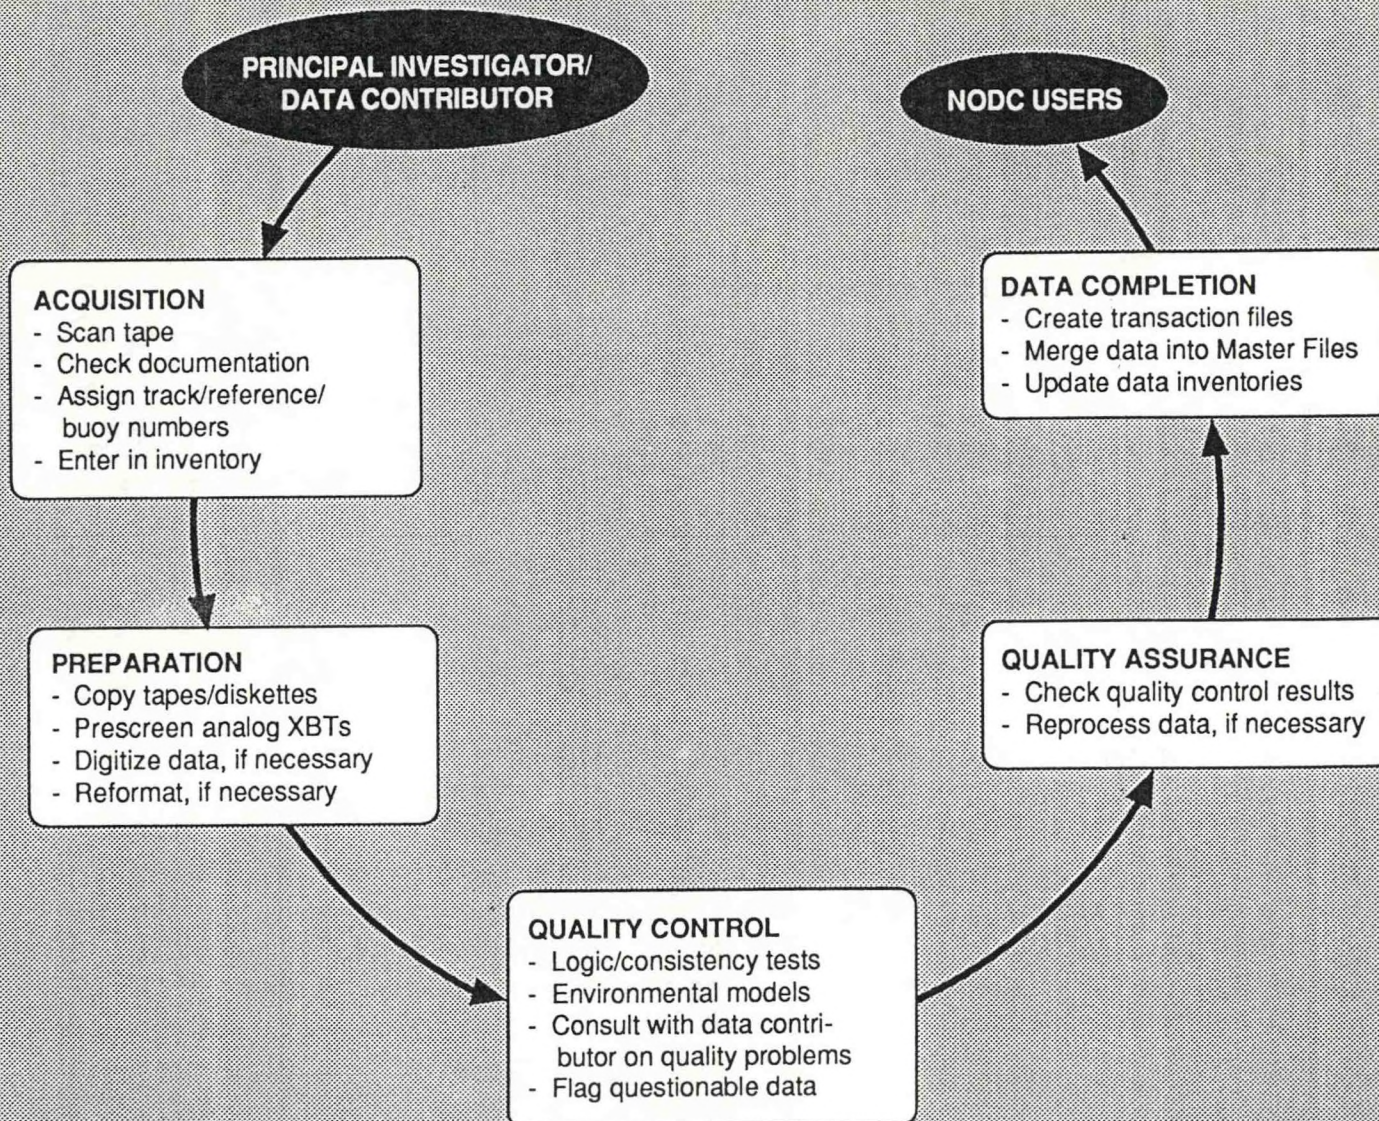 PRINCIPAL INVESTIGATOR/
DATA CONTRIBUTOR
ACQUISITION
- Scan tape
- Check documentation
- Assign track/reference/
buoy numbers
- Enter in inventory
PREPARATION
- Copy tapes/diskettes
- Prescreen analog XBTs
- Digitize data, if necessary
- Reformat, if necessary
QUALITY CONTROL
- Logic/consistency tests
- Environmental models
- Consult with data contri-
butor on quality problems
- Flag questionable data
QUALITY ASSURANCE
- Check quality control results
- Reprocess data, if necessary
DATA COMPLETION
- Create transaction files
- Merge data into Master Files
- Update data inventories
NODC USERS